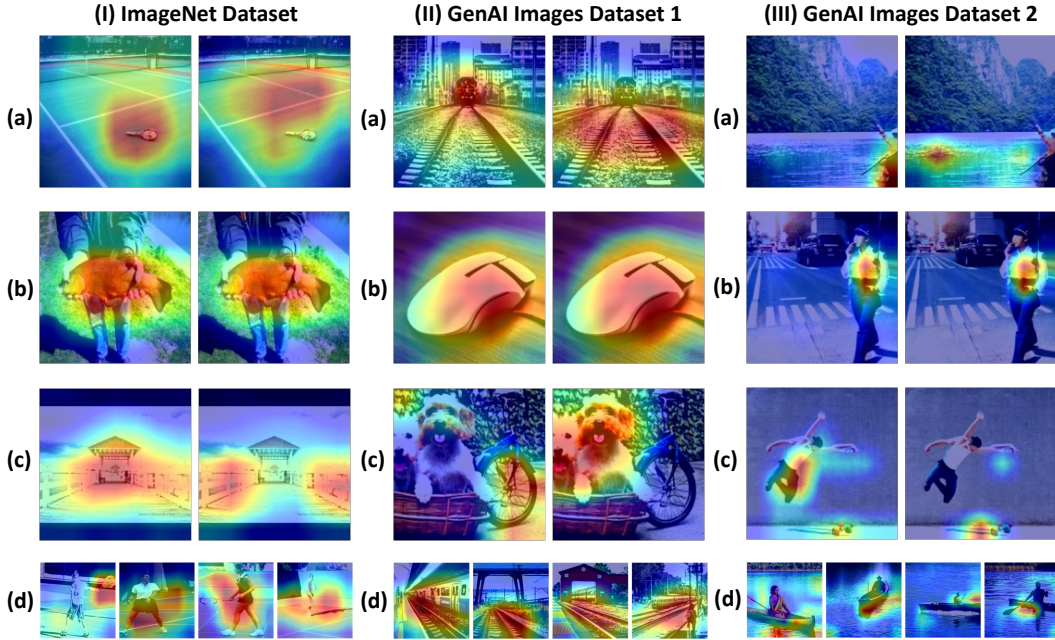 (I) ImageNet Dataset
(II) GenAI Images Dataset 1
(III) GenAI Images Dataset 2
(a)
(a)
(a)
(b)
(b)
(b)
(c)
(c)
(c)
(d)
(d)
(d)